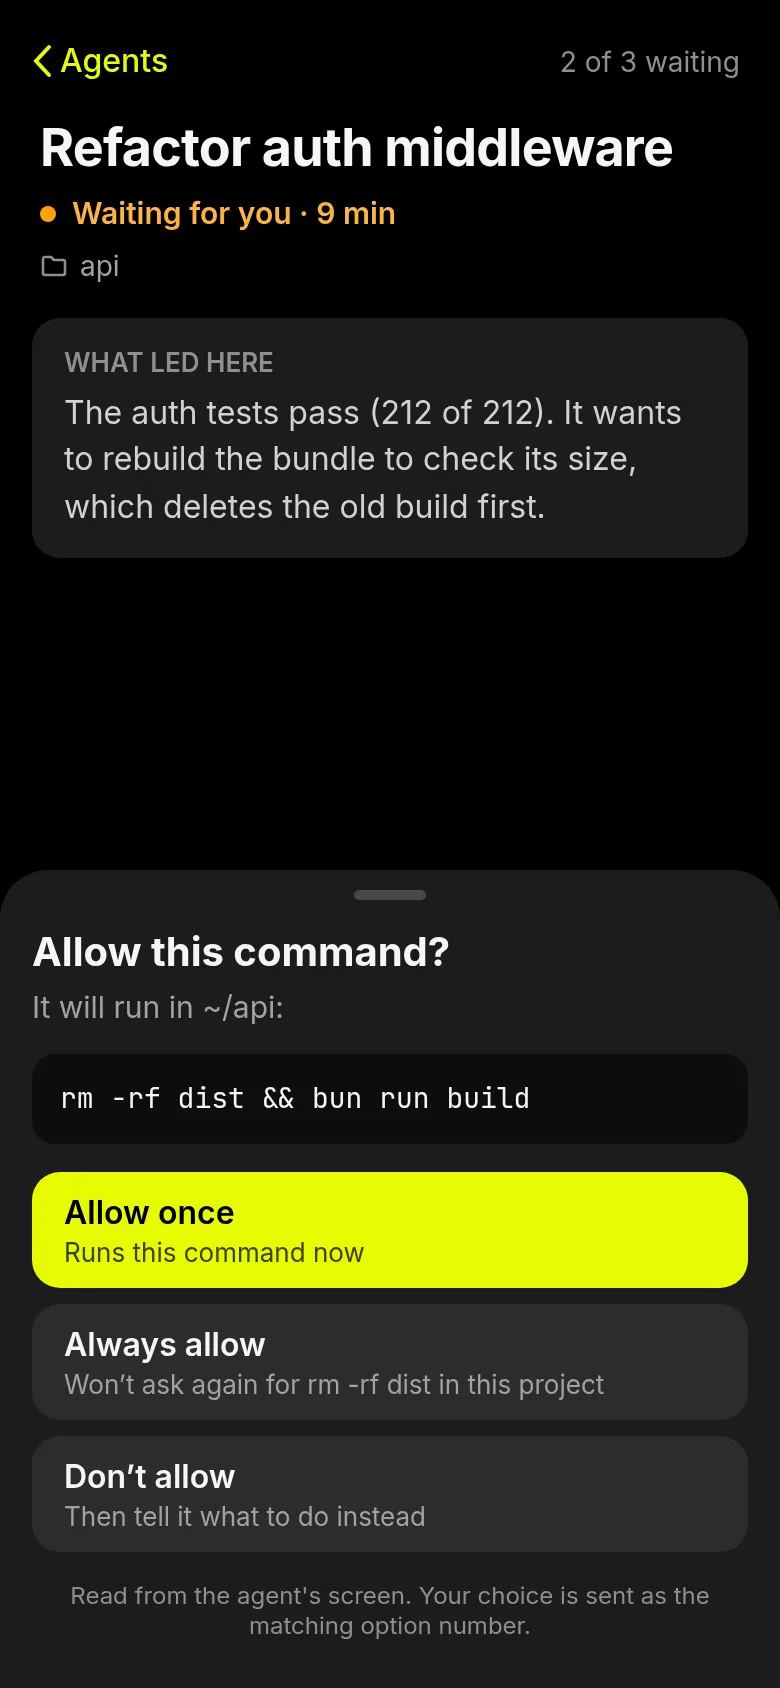 Agents
2 of 3 waiting
Refactor auth middleware
Waiting for you · 9 min
api
WHAT LED HERE
The auth tests pass (212 of 212). It wants
to rebuild the bundle to check its size,
which deletes the old build first.
Allow this command?
It will run in ~/api:
rm -rf dist && bun run build
Allow once
Runs this command now
Always allow
Won’t ask again for rm -rf dist in this project
Don’t allow
Then tell it what to do instead
Read from the agent's screen. Your choice is sent as the
matching option number.